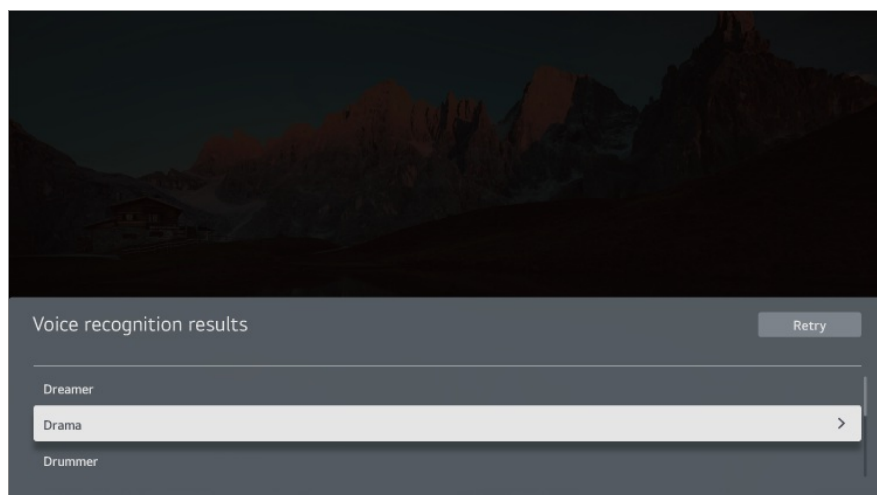 Voice recognition results
Retry
Dreamer
Drama
Drummer